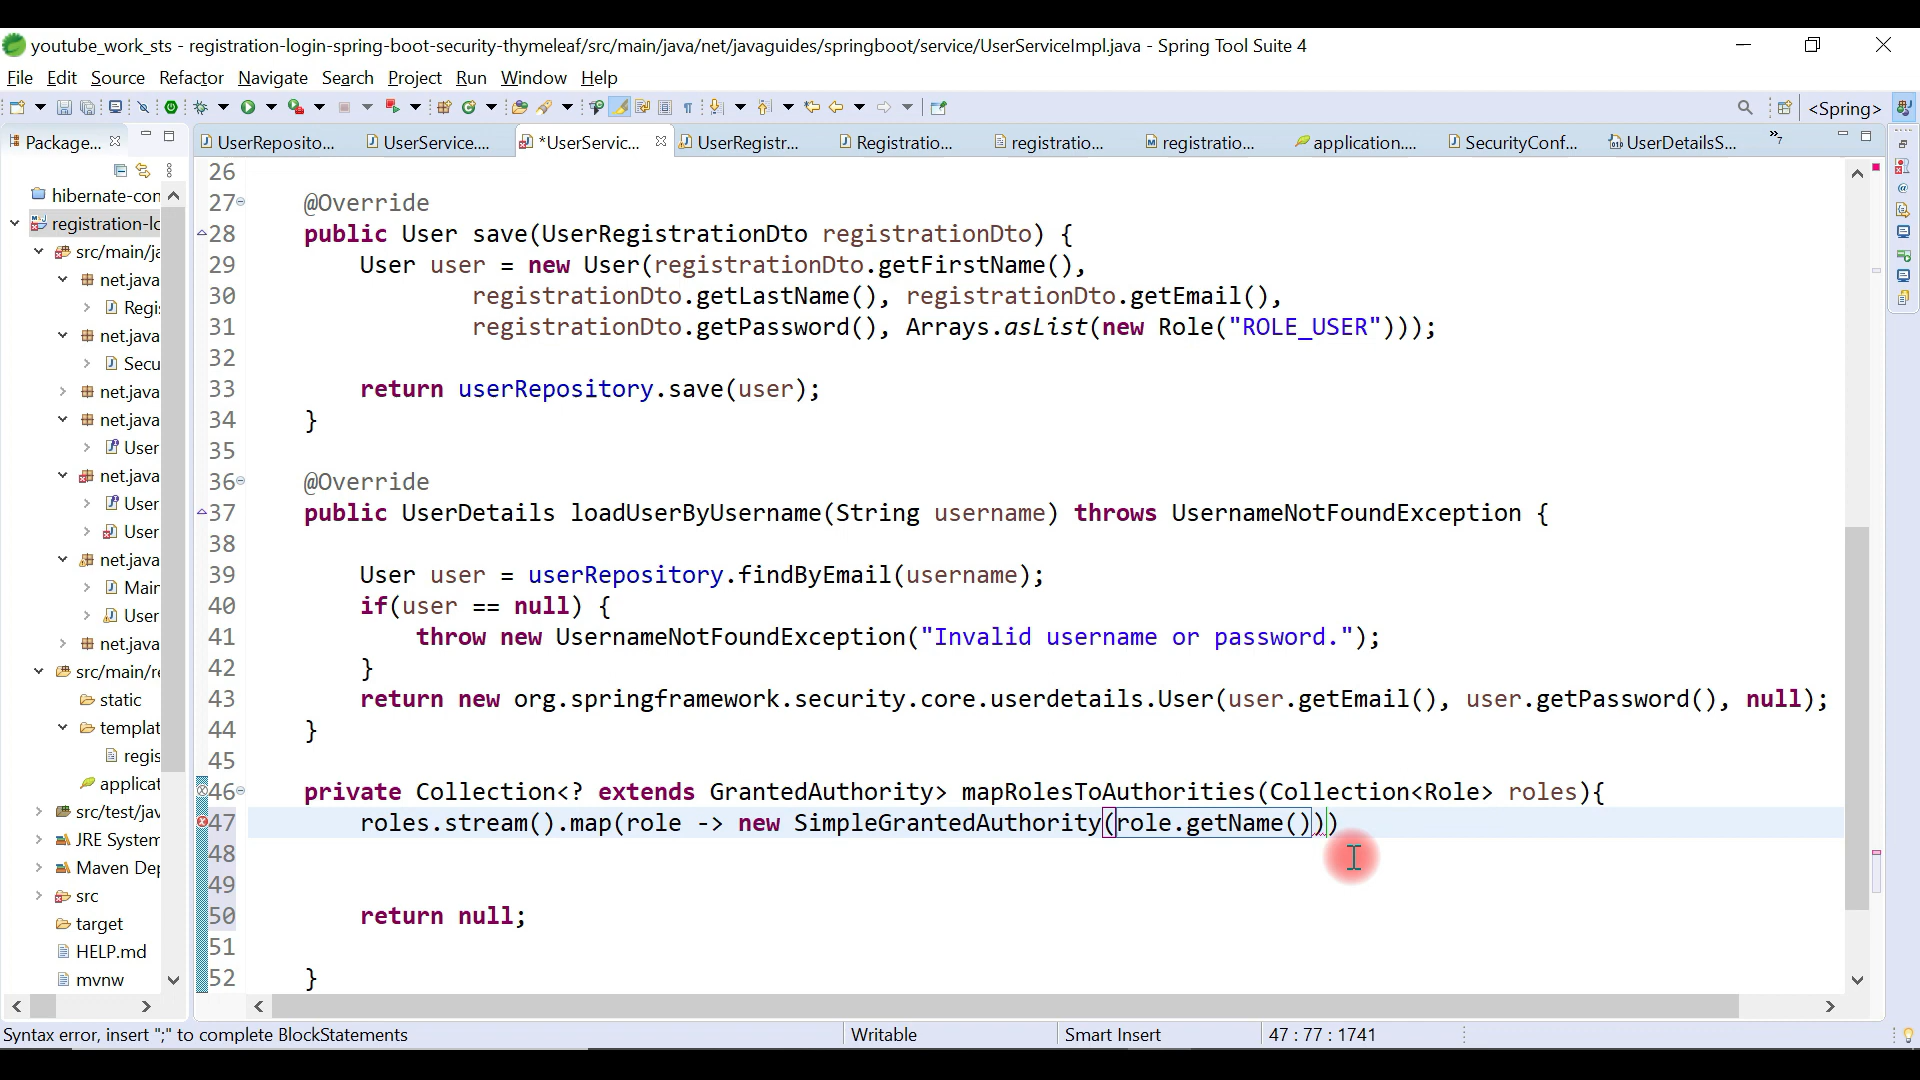 youtube_work_sts - registration-login-spring-boot-security-thymeleaf/src/main/java/net/javaguides/springboot/service/UserServiceImpl.java - Spring Tool Suite 4
File Edit Source Refactor Navigate Search Project Run Window Help
<Spring>
Package... UserReposito... UserService.... *UserServic... UserRegistr... Registratio... registratio... registratio... application.... SecurityConf... UserDetailsS... »7
hibernate-con
registration-lo
src/main/ja
net.java
Regi
net.java
Secu
net.java
net.java
User
net.java
User
User
net.java
Main
User
net.java
src/main/re
static
templat
regis
applicat
src/test/jav
JRE System
Maven Dep
src
target
HELP.md
mvnw
26
27 @Override
28 public User save(UserRegistrationDto registrationDto) {
29 User user = new User(registrationDto.getFirstName(),
30 registrationDto.getLastName(), registrationDto.getEmail(),
31 registrationDto.getPassword(), Arrays.asList(new Role("ROLE_USER")));
32
33 return userRepository.save(user);
34 }
35
36 @Override
37 public UserDetails loadUserByUsername(String username) throws UsernameNotFoundException {
38
39 User user = userRepository.findByEmail(username);
40 if(user == null) {
41 throw new UsernameNotFoundException("Invalid username or password.");
42 }
43 return new org.springframework.security.core.userdetails.User(user.getEmail(), user.getPassword(), null);
44 }
45
46 private Collection<? extends GrantedAuthority> mapRolesToAuthorities(Collection<Role> roles){
47 roles.stream().map(role -> new SimpleGrantedAuthority(role.getName()))
48
49
50 return null;
51
52 }
Syntax error, insert ";" to complete BlockStatements Writable Smart Insert 47 : 77 : 1741